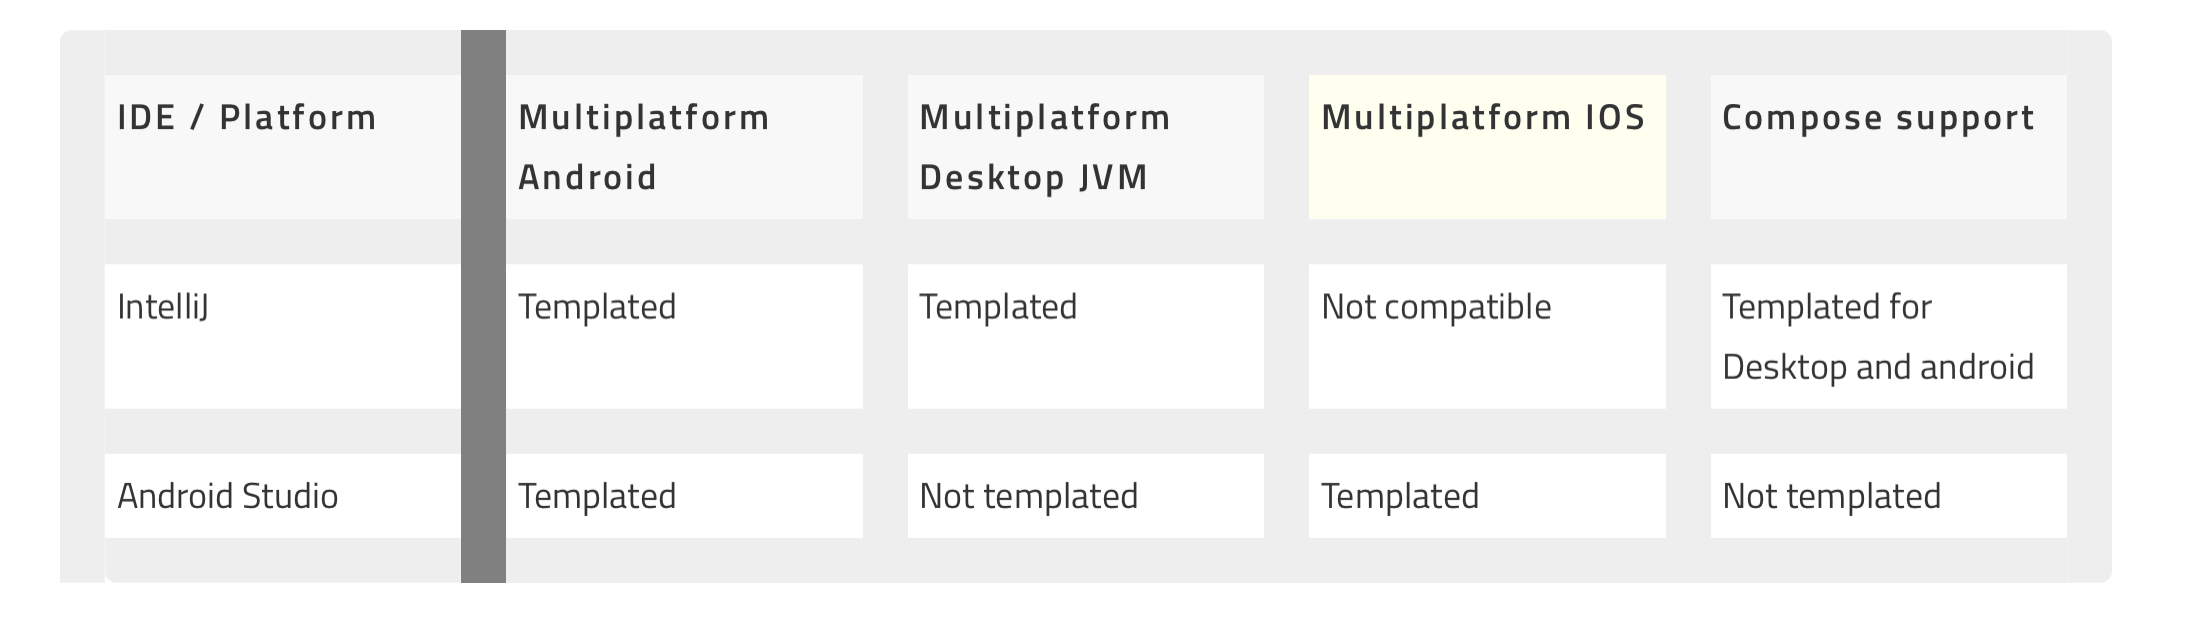 IDE / Platform
Multiplatform
Android
Multiplatform
Desktop JVM
Multiplatform IOS
Compose support
IntelliJ
Templated
Templated
Not compatible
Templated for
Desktop and android
Android Studio
Templated
Not templated
Templated
Not templated